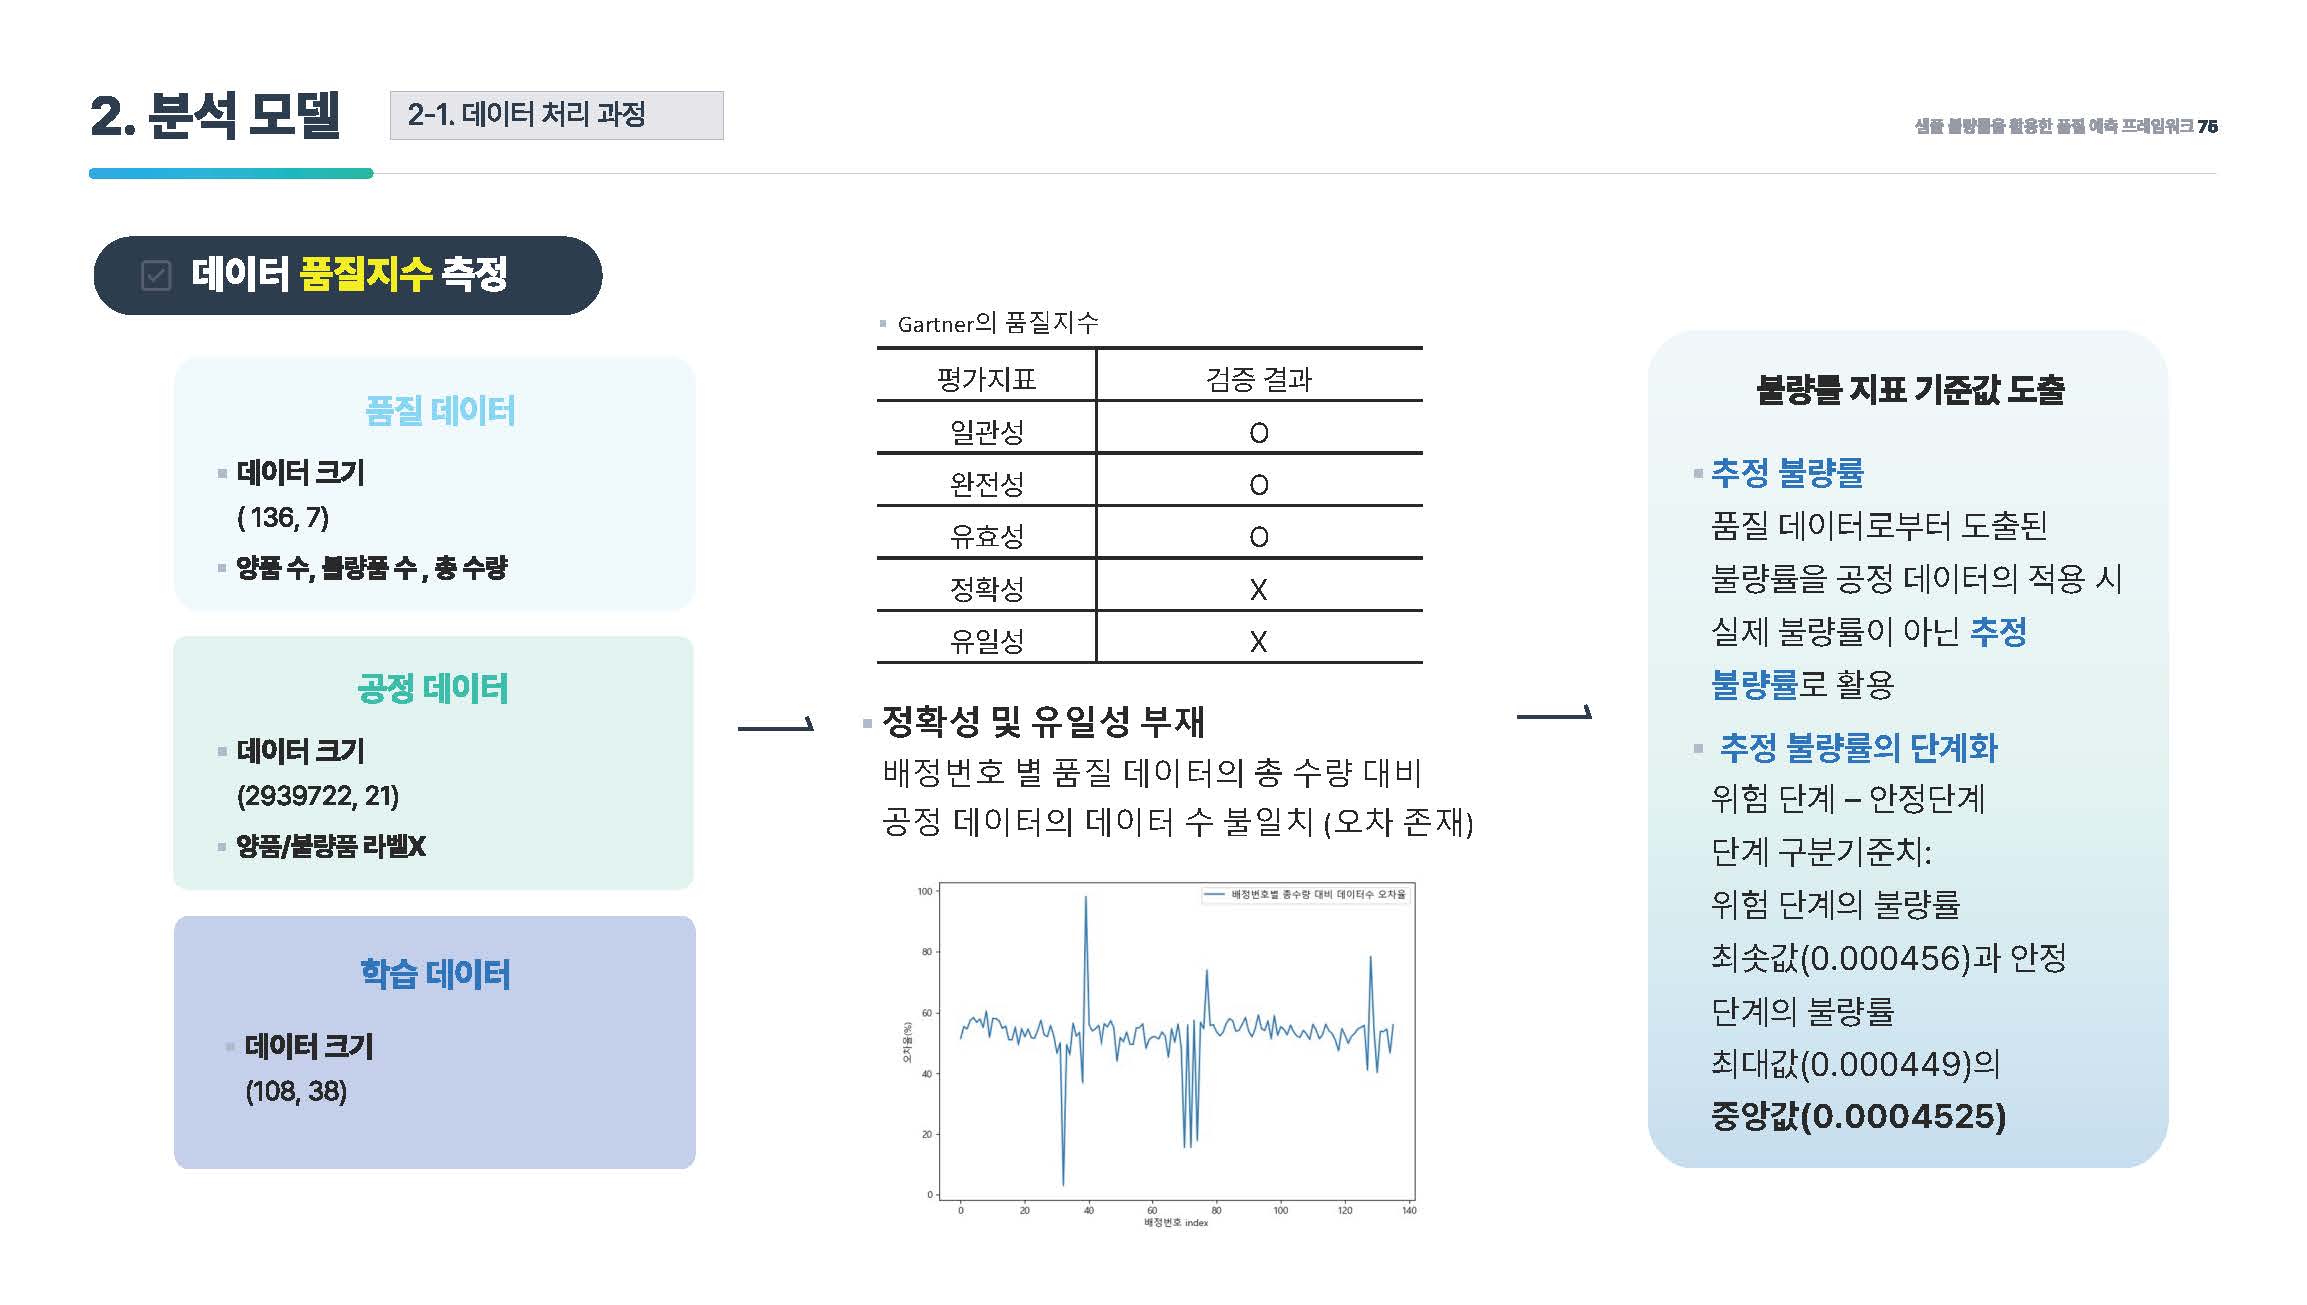 2. 분석 모델
2-1. 데이터 처리 과정
샘플 불량률을 활용한 품질 예측 프레임워크 75
데이터 품질지수 측정
품질 데이터
데이터 크기
( 136, 7)
양품 수, 불량품 수 , 총 수량
공정 데이터
데이터 크기
(2939722, 21)
양품/불량품 라벨X
학습 데이터
데이터 크기
(108, 38)
Gartner의 품질지수
평가지표 검증 결과
일관성 O
완전성 O
유효성 O
정확성 X
유일성 X
정확성 및 유일성 부재
배정번호 별 품질 데이터의 총 수량 대비
공정 데이터의 데이터 수 불일치 (오차 존재)
배정번호별 총수량 대비 데이터수 오차율
오차율(%)
100
80
60
40
20
0
0 20 40 60 80 100 120 140
배정번호 index
불량률 지표 기준값 도출
추정 불량률
품질 데이터로부터 도출된
불량률을 공정 데이터의 적용 시
실제 불량률이 아닌 추정
불량률로 활용
추정 불량률의 단계화
위험 단계 – 안정단계
단계 구분기준치:
위험 단계의 불량률
최솟값(0.000456)과 안정
단계의 불량률
최대값(0.000449)의
중앙값(0.0004525)